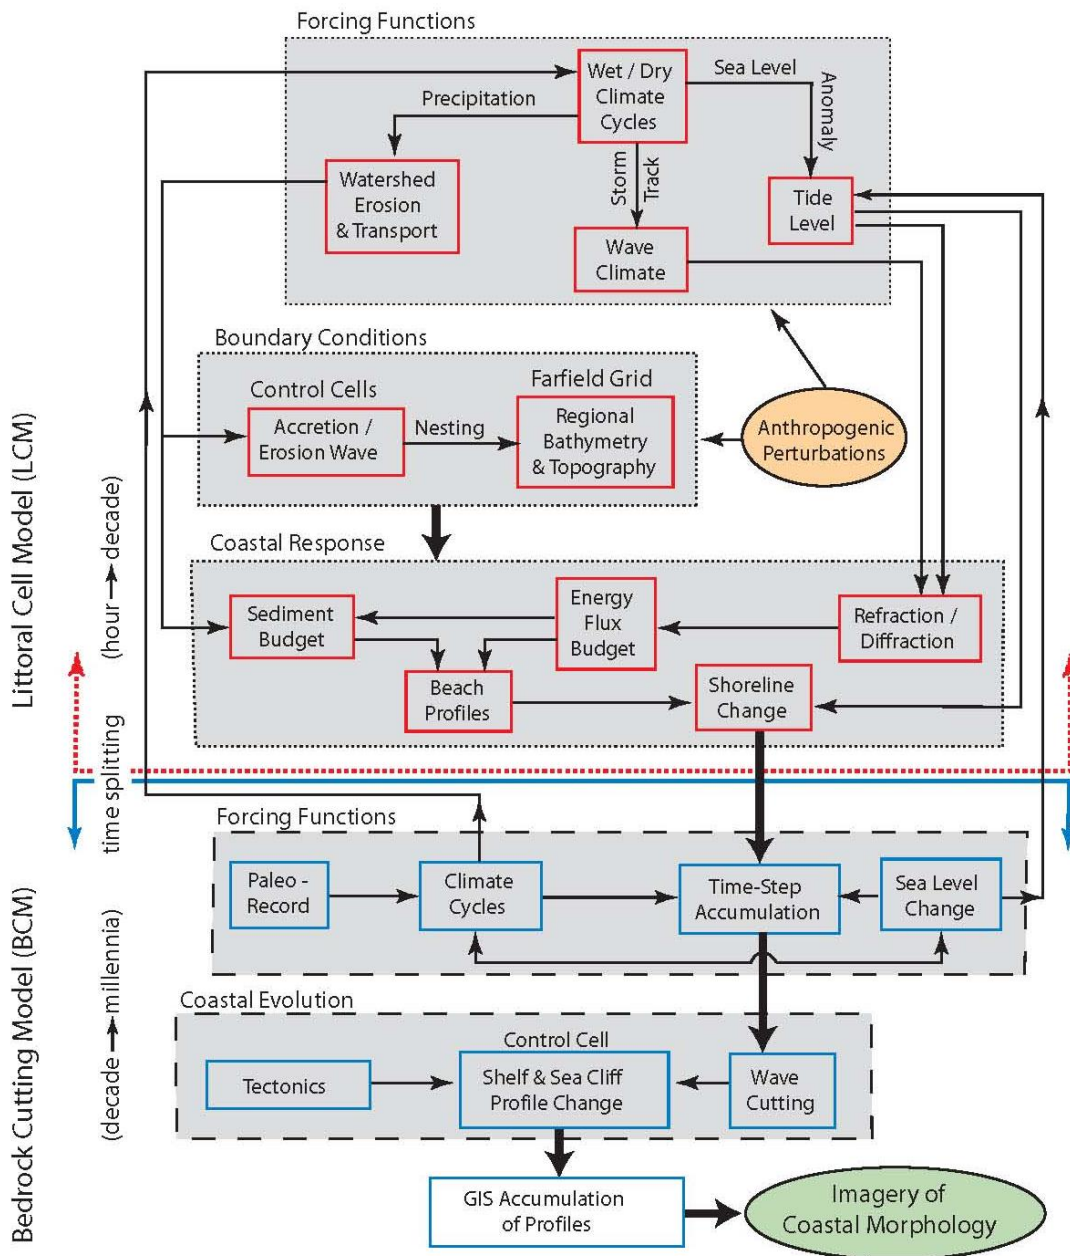 Forcing Functions
Wet / Dry
Climate
Cycles
Sea Level
Anomaly
Precipitation
Storm
Track
Watershed
Erosion
& Transport
Tide
Level
Wave
Climate
Boundary Conditions
Control Cells
Farfield Grid
Accretion /
Erosion Wave
Nesting
Regional
Bathymetry
& Topography
Anthropogenic
Perturbations
Littoral Cell Model (LCM)
(hour → decade)
Coastal Response
Sediment
Budget
Energy
Flux
Budget
Refraction /
Diffraction
Beach
Profiles
Shoreline
Change
time splitting
Forcing Functions
Paleo -
Record
Climate
Cycles
Time-Step
Accumulation
Sea Level
Change
Bedrock Cutting Model (BCM)
(decade → millennia)
Coastal Evolution
Control Cell
Tectonics
Shelf & Sea Cliff
Profile Change
Wave
Cutting
GIS Accumulation
of Profiles
Imagery of
Coastal Morphology